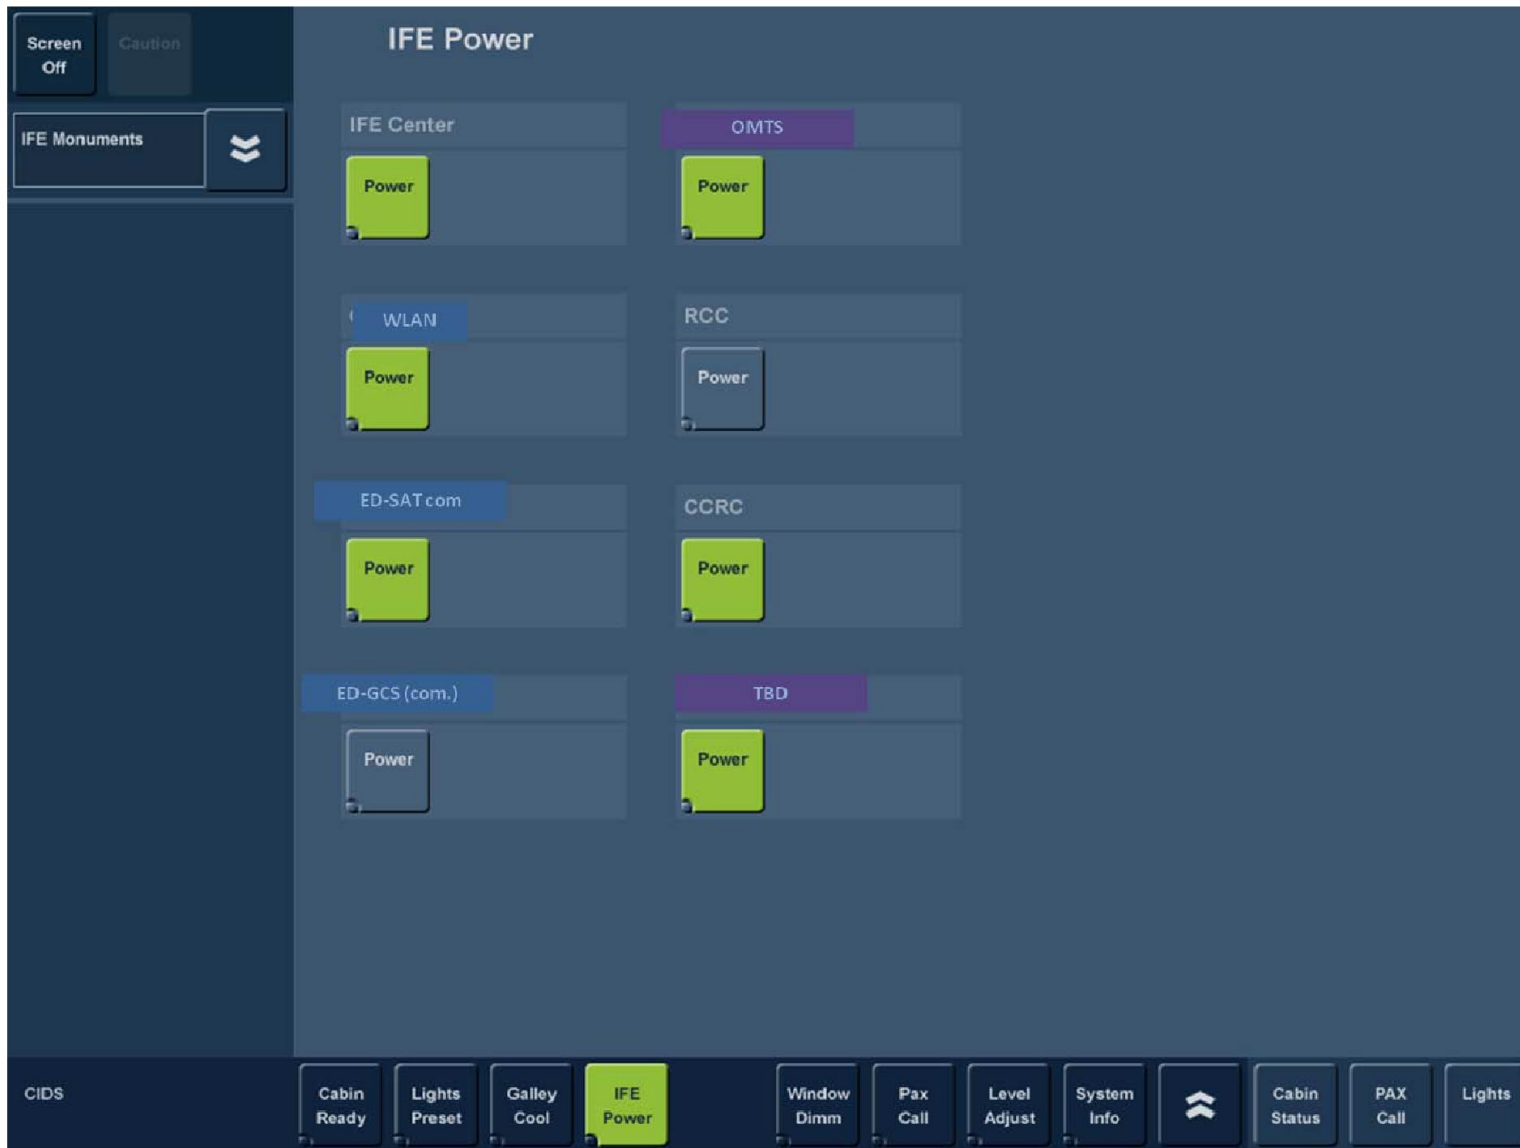 Screen
Off
Caution
IFE Power
IFE Monuments
IFE Center
OMTS
Power
Power
WLAN
RCC
Power
Power
ED-SATcom
CCRC
Power
Power
ED-GCS (com.)
TBD
Power
Power
CIDS
Cabin
Ready
Lights
Preset
Galley
Cool
IFE
Power
Window
Dimm
Pax
Call
Level
Adjust
System
Info
Cabin
Status
PAX
Call
Lights